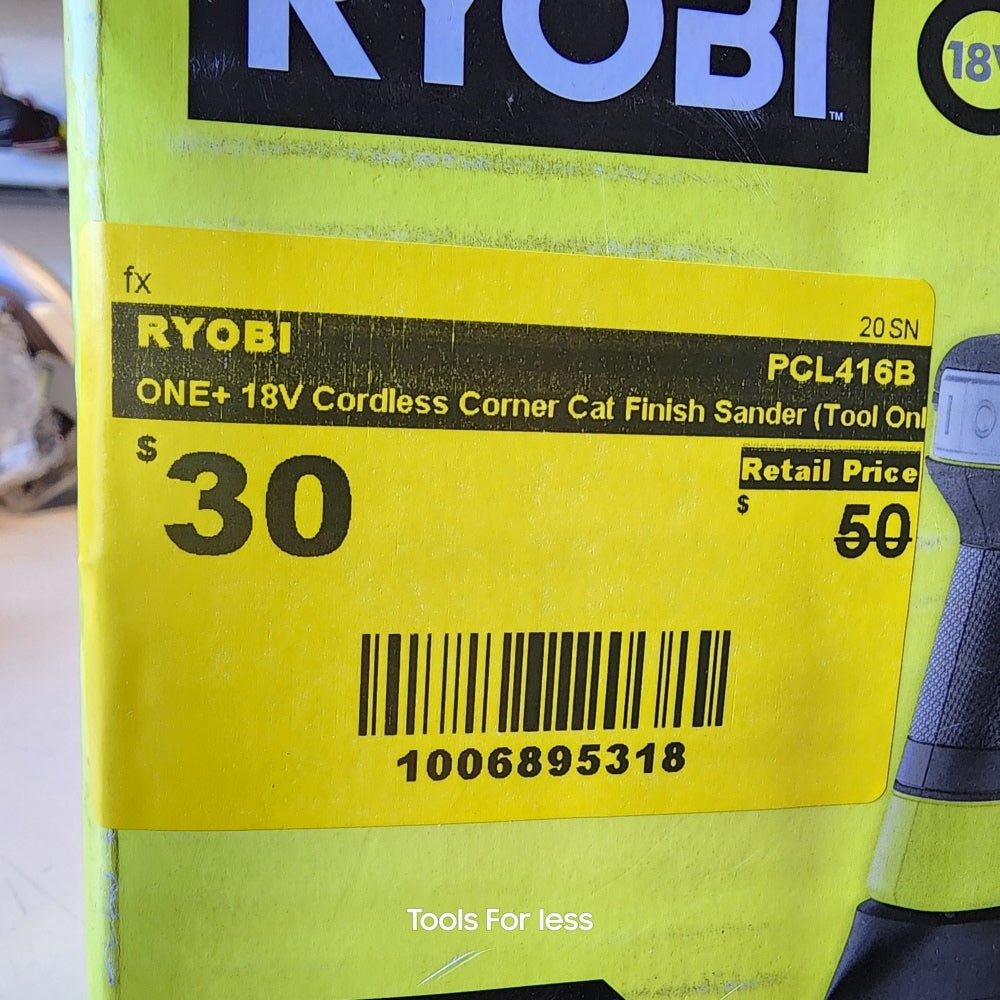 RYOBI™
18V
fx
20 SN
RYOBI
PCL416B
ONE+ 18V Cordless Corner Cat Finish Sander (Tool Onl
Retail Price
$ 30
$ 50
1006895318
Tools For less